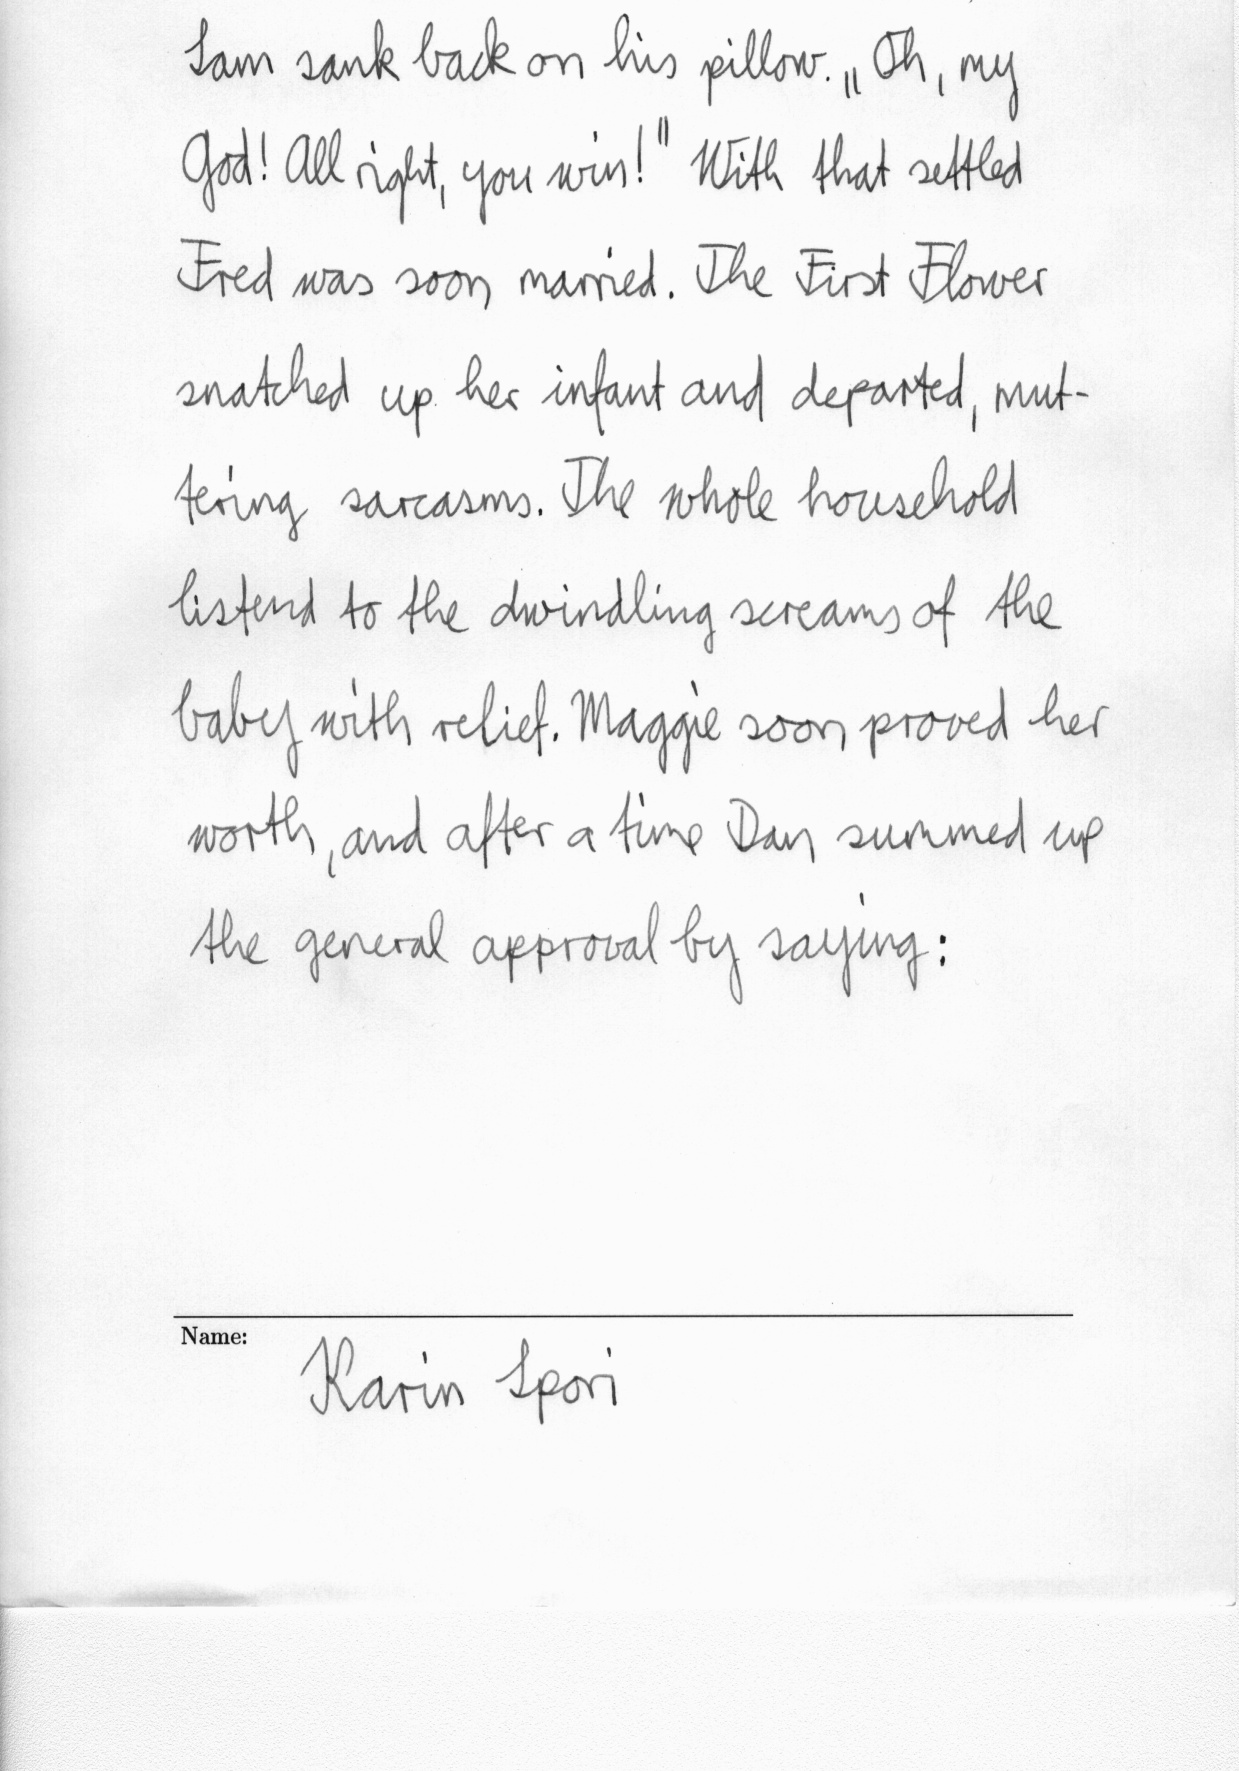 Sam sank back on his pillow. „Oh, my
God! All right, you win!" With that settled
Fred was soon married. The First Flower
snatched up her infant and departed, mut-
tering sarcasms. The whole household
listend to the dwindling screams of the
baby with relief. Maggie soon proved her
worth, and after a time Dan summed up
the general approval by saying:
Name:
Karin Spori